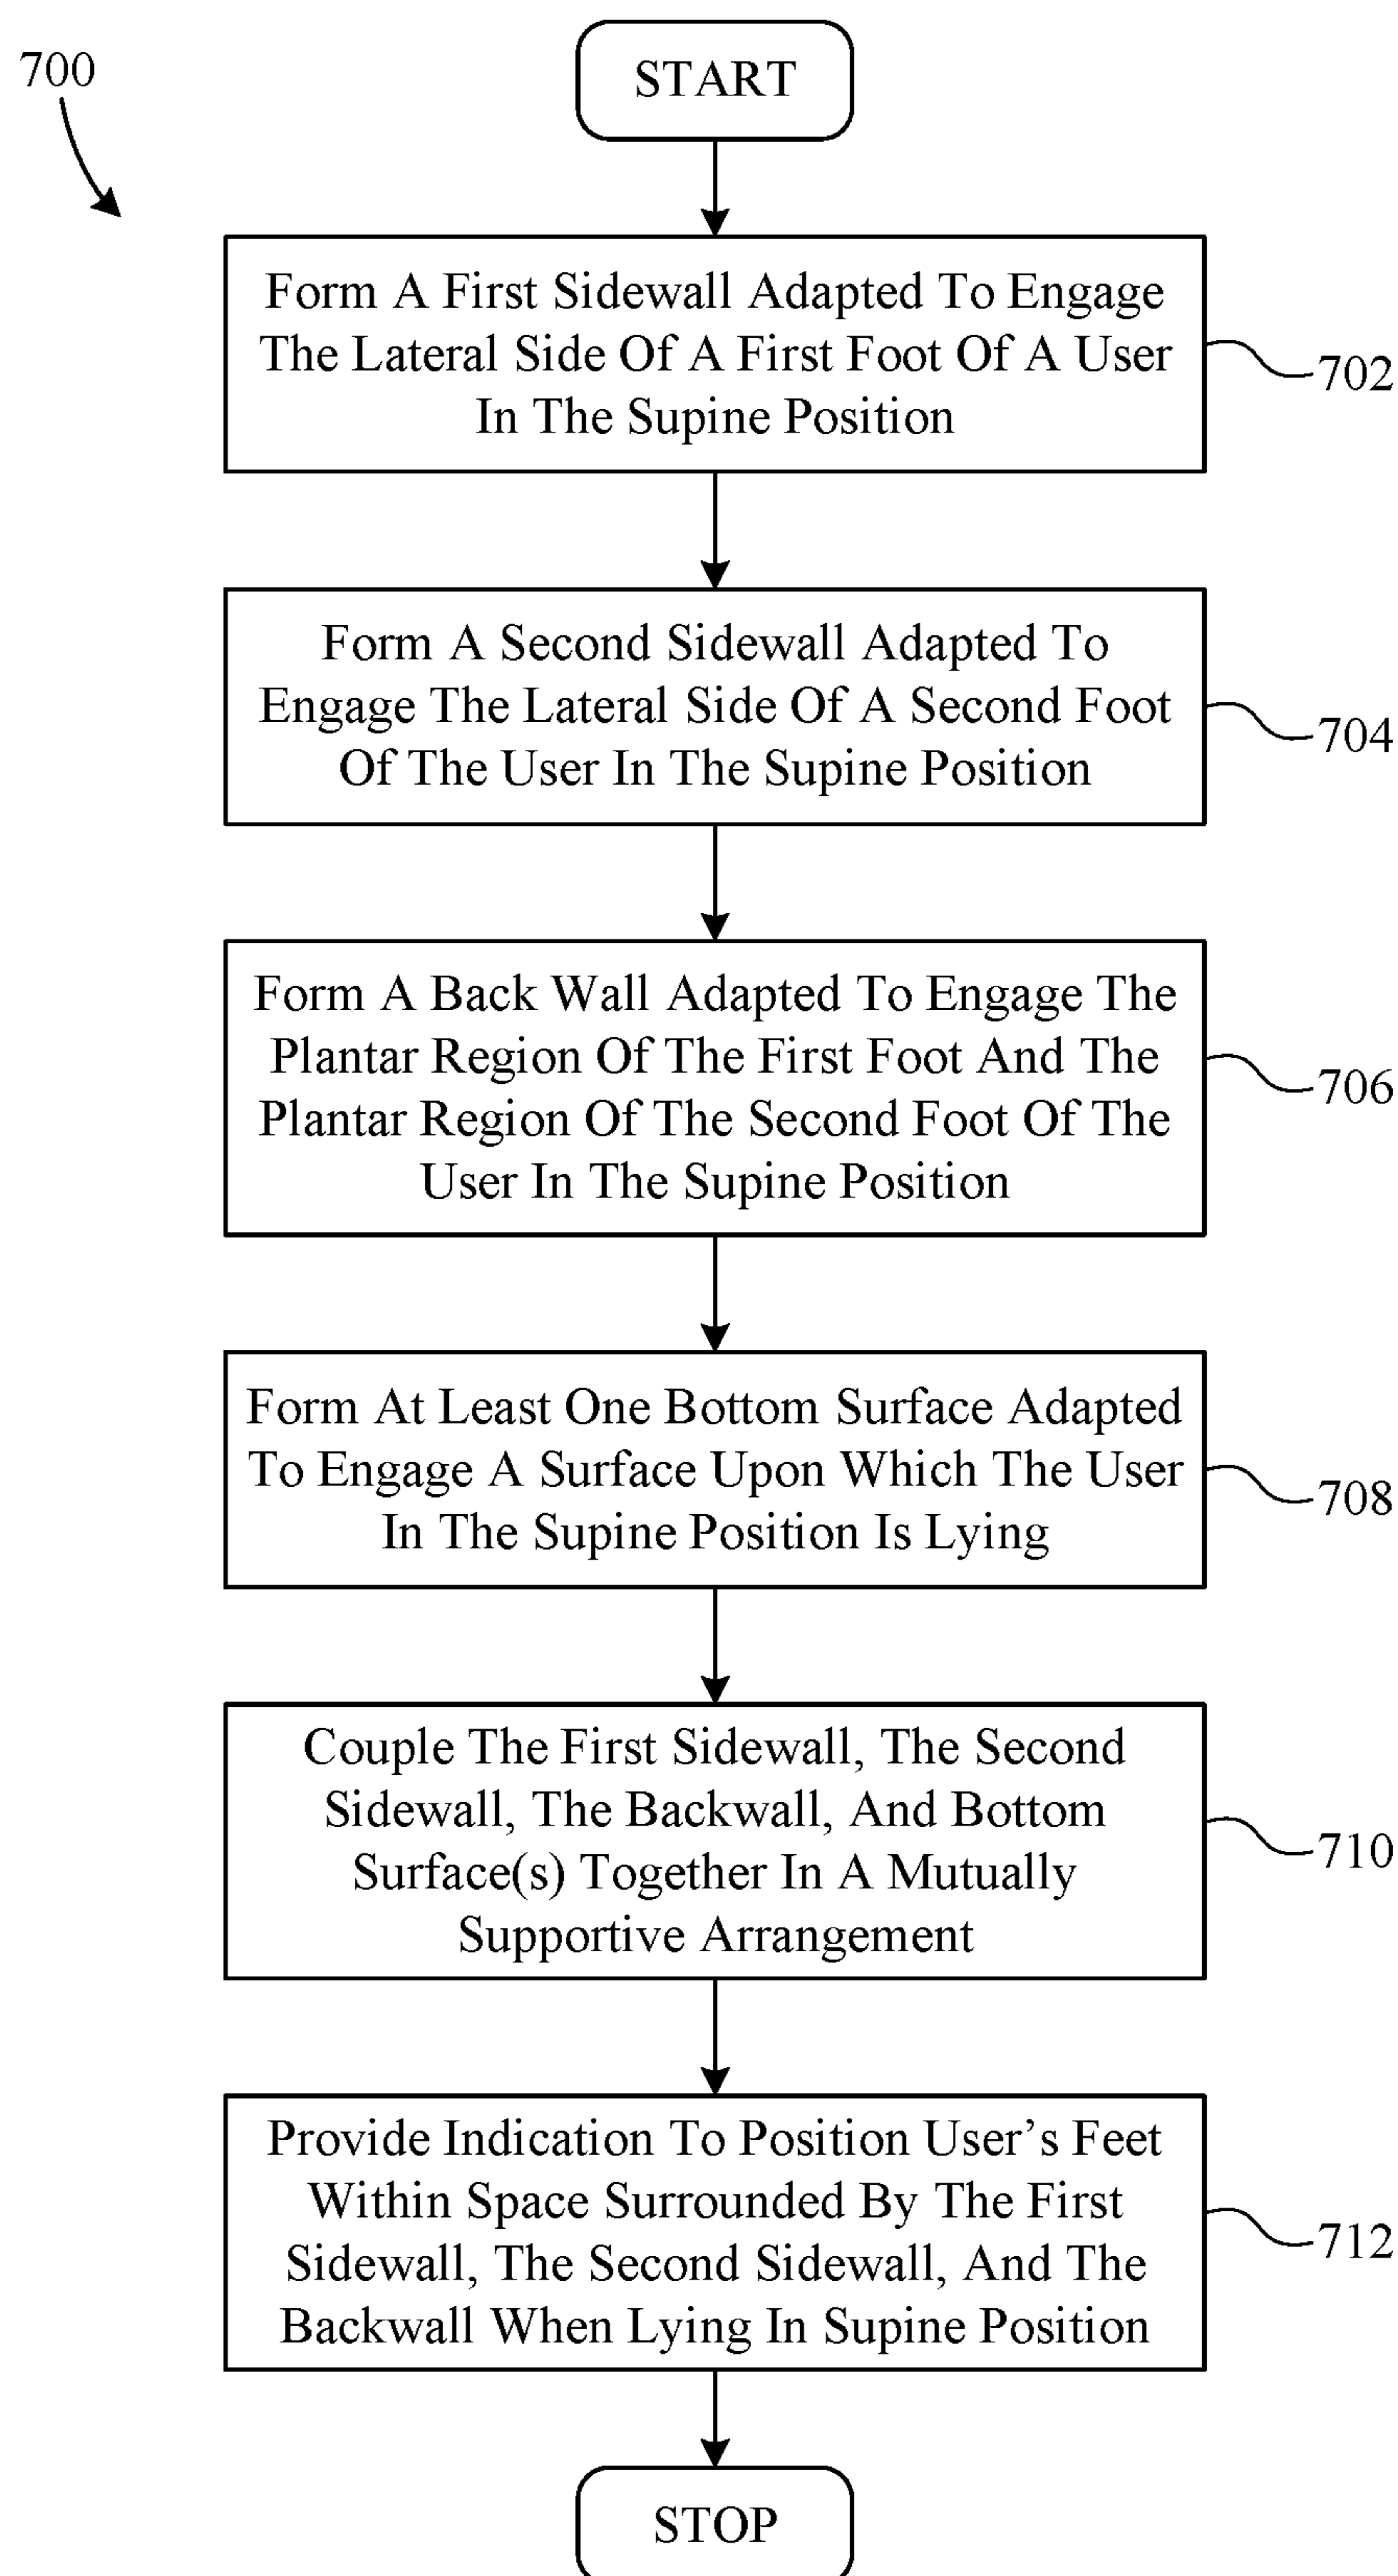 700
START
Form A First Sidewall Adapted To Engage
The Lateral Side Of A First Foot Of A User
In The Supine Position
702
Form A Second Sidewall Adapted To
Engage The Lateral Side Of A Second Foot
Of The User In The Supine Position
704
Form A Back Wall Adapted To Engage The
Plantar Region Of The First Foot And The
Plantar Region Of The Second Foot Of The
User In The Supine Position
706
Form At Least One Bottom Surface Adapted
To Engage A Surface Upon Which The User
In The Supine Position Is Lying
708
Couple The First Sidewall, The Second
Sidewall, The Backwall, And Bottom
Surface(s) Together In A Mutually
Supportive Arrangement
710
Provide Indication To Position User’s Feet
Within Space Surrounded By The First
Sidewall, The Second Sidewall, And The
Backwall When Lying In Supine Position
712
STOP